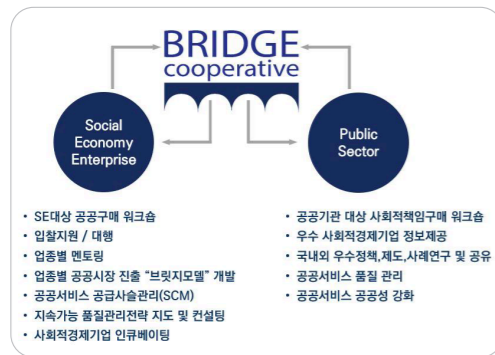 BRIDGE
cooperative
Social
Economy
Enterprise
Public
Sector
• SE대상 공공구매 워크숍
• 입찰지원 / 대행
• 업종별 멘토링
• 업종별 공공시장 진출 “브릿지모델” 개발
• 공공서비스 공급사슬관리(SCM)
• 지속가능 품질관리전략 지도 및 컨설팅
• 사회적경제기업 인큐베이팅
• 공공기관 대상 사회적책임구매 워크숍
• 우수 사회적경제기업 정보제공
• 국내외 우수정책,제도,사례연구 및 공유
• 공공서비스 품질 관리
• 공공서비스 공공성 강화